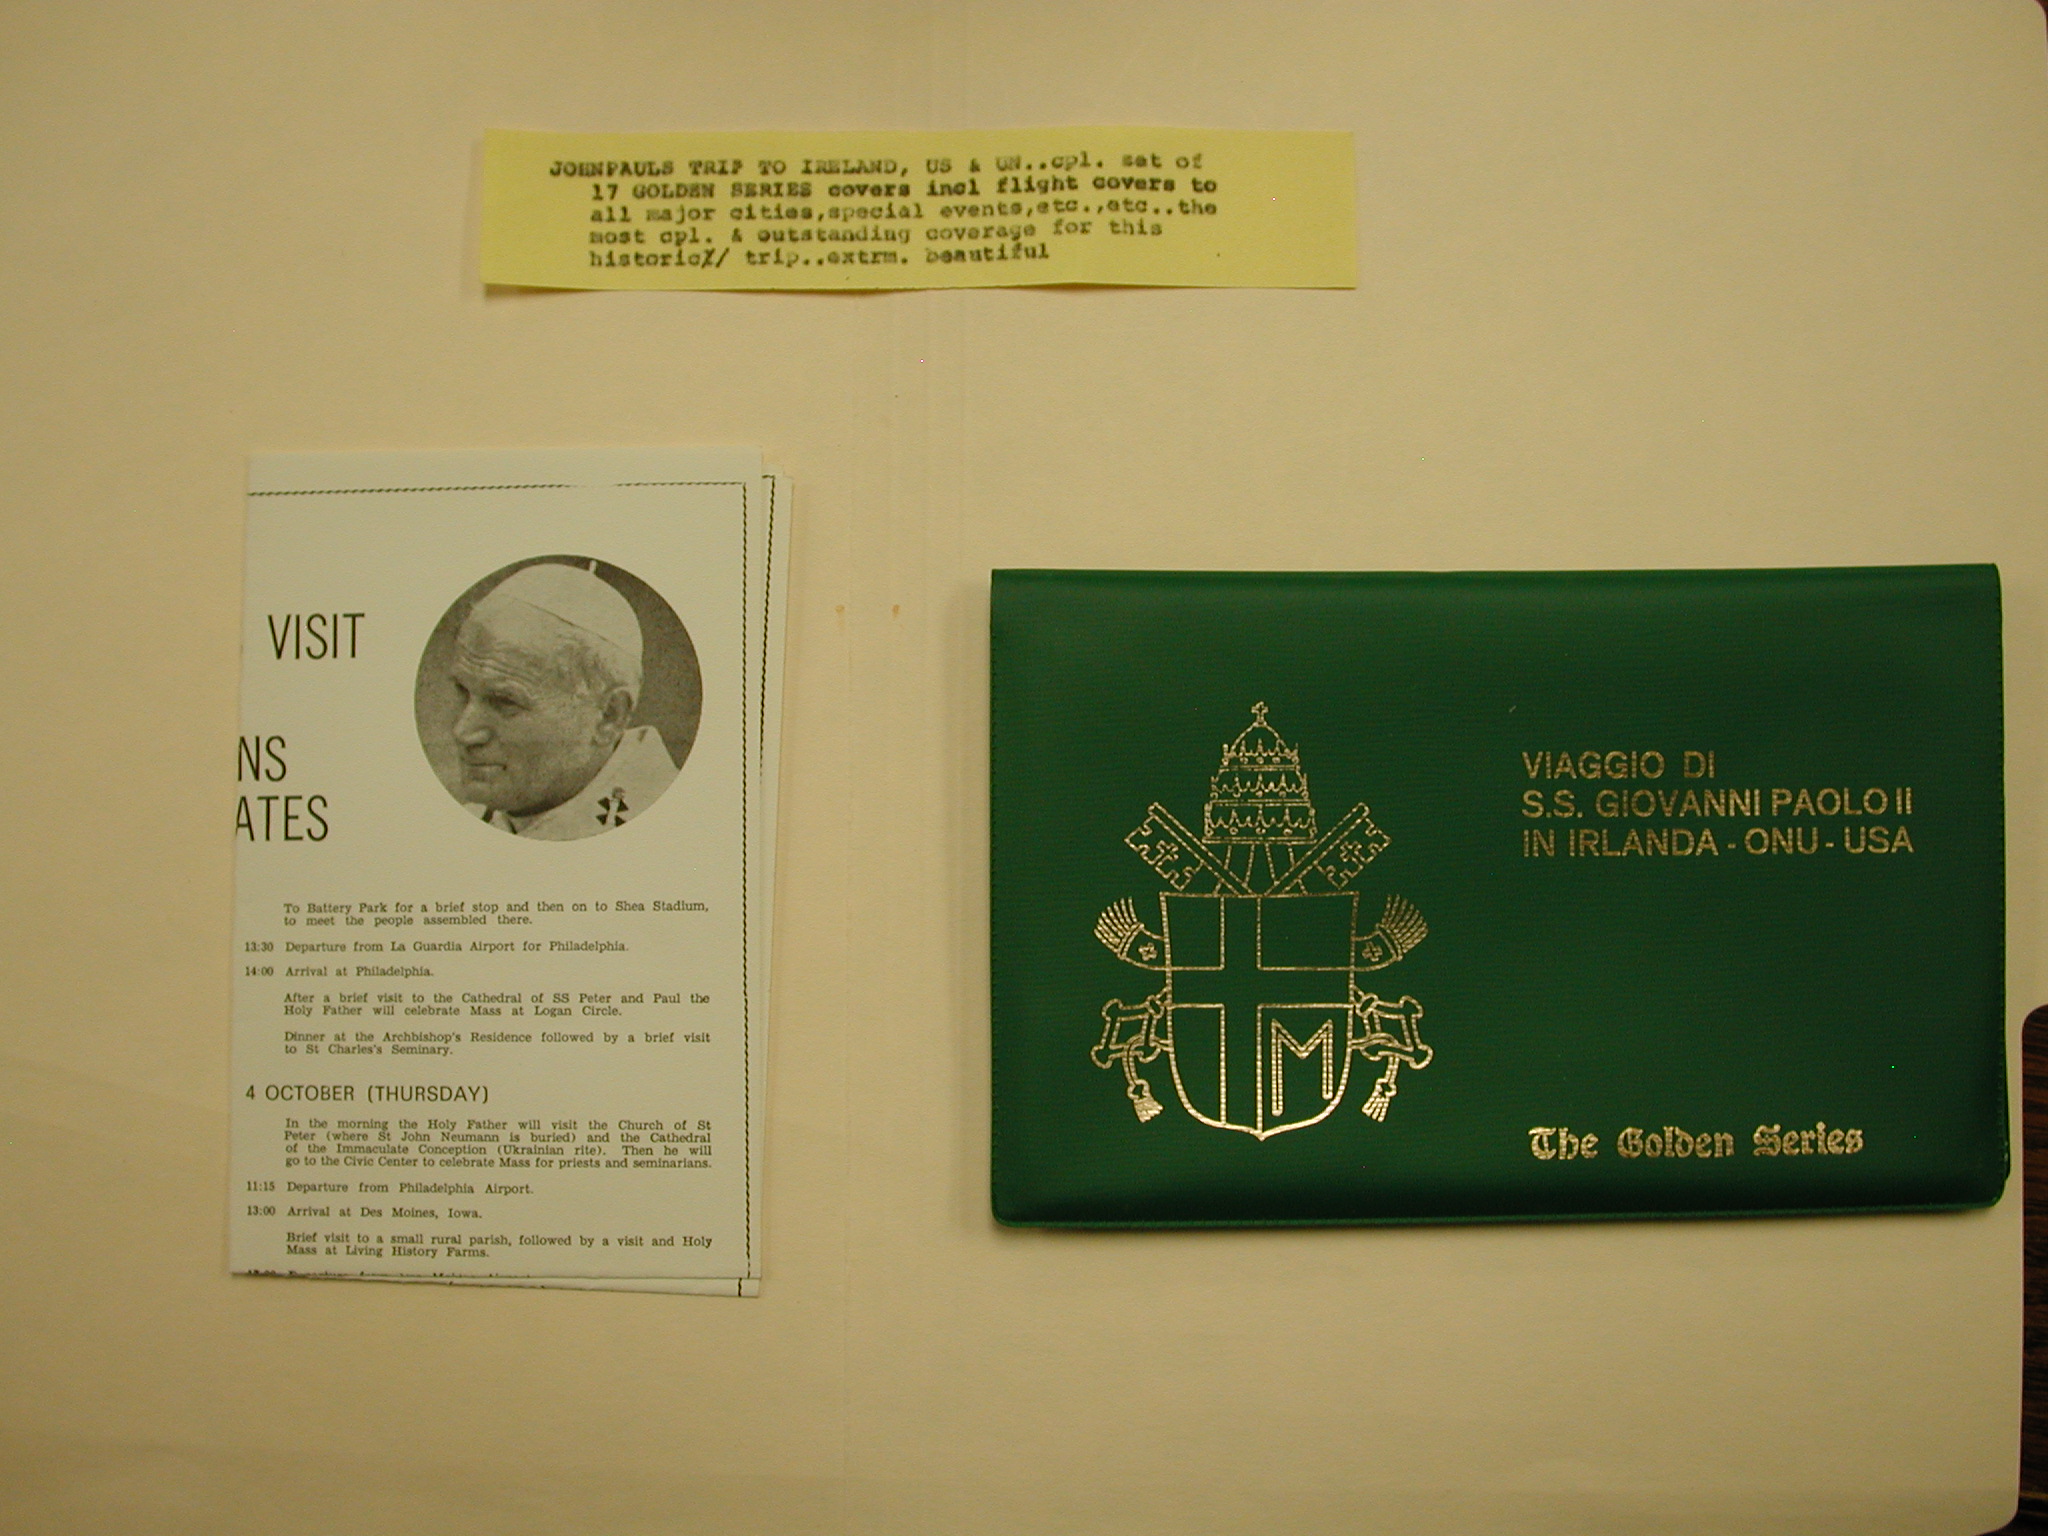 JOHNPAULS TRIP TO IRELAND, US & UN..cpl. set of
17 GOLDEN SERIES covers incl flight covers to
all major cities,special events,etc.,etc..the
most cpl. & outstanding coverage for this
historic%/ trip..extrm. beautiful
VISIT
NS
ATES
To Battery Park for a brief stop and then on to Shea Stadium,
to meet the people assembled there.
13:30 Departure from La Guardia Airport for Philadelphia.
14:00 Arrival at Philadelphia.
After a brief visit to the Cathedral of SS Peter and Paul the
Holy Father will celebrate Mass at Logan Circle.
Dinner at the Archbishop's Residence followed by a brief visit
to St Charles's Seminary.
4 OCTOBER (THURSDAY)
In the morning the Holy Father will visit the Church of St
Peter (where St John Neumann is buried) and the Cathedral
of the Immaculate Conception (Ukrainian rite). Then he will
go to the Civic Center to celebrate Mass for priests and seminarians.
11:15 Departure from Philadelphia Airport.
13:00 Arrival at Des Moines, Iowa.
Brief visit to a small rural parish, followed by a visit and Holy
Mass at Living History Farms.
VIAGGIO DI
S.S. GIOVANNI PAOLO II
IN IRLANDA - ONU - USA
M
The Golden Series